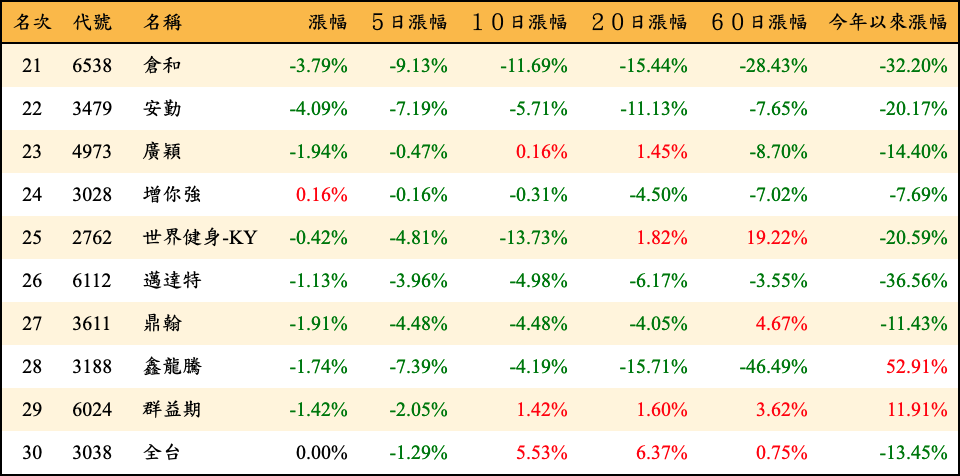 名次 代號 名稱 漲幅 5日漲幅 10日漲幅 20日漲幅 60日漲幅 今年以來漲幅
21 6538 倉和 -3.79% -9.13% -11.69% -15.44% -28.43% -32.20%
22 3479 安勤 -4.09% -7.19% -5.71% -11.13% -7.65% -20.17%
23 4973 廣穎 -1.94% -0.47% 0.16% 1.45% -8.70% -14.40%
24 3028 增你強 0.16% -0.16% -0.31% -4.50% -7.02% -7.69%
25 2762 世界健身-KY -0.42% -4.81% -13.73% 1.82% 19.22% -20.59%
26 6112 邁達特 -1.13% -3.96% -4.98% -6.17% -3.55% -36.56%
27 3611 鼎翰 -1.91% -4.48% -4.48% -4.05% 4.67% -11.43%
28 3188 鑫龍騰 -1.74% -7.39% -4.19% -15.71% -46.49% 52.91%
29 6024 群益期 -1.42% -2.05% 1.42% 1.60% 3.62% 11.91%
30 3038 全台 0.00% -1.29% 5.53% 6.37% 0.75% -13.45%